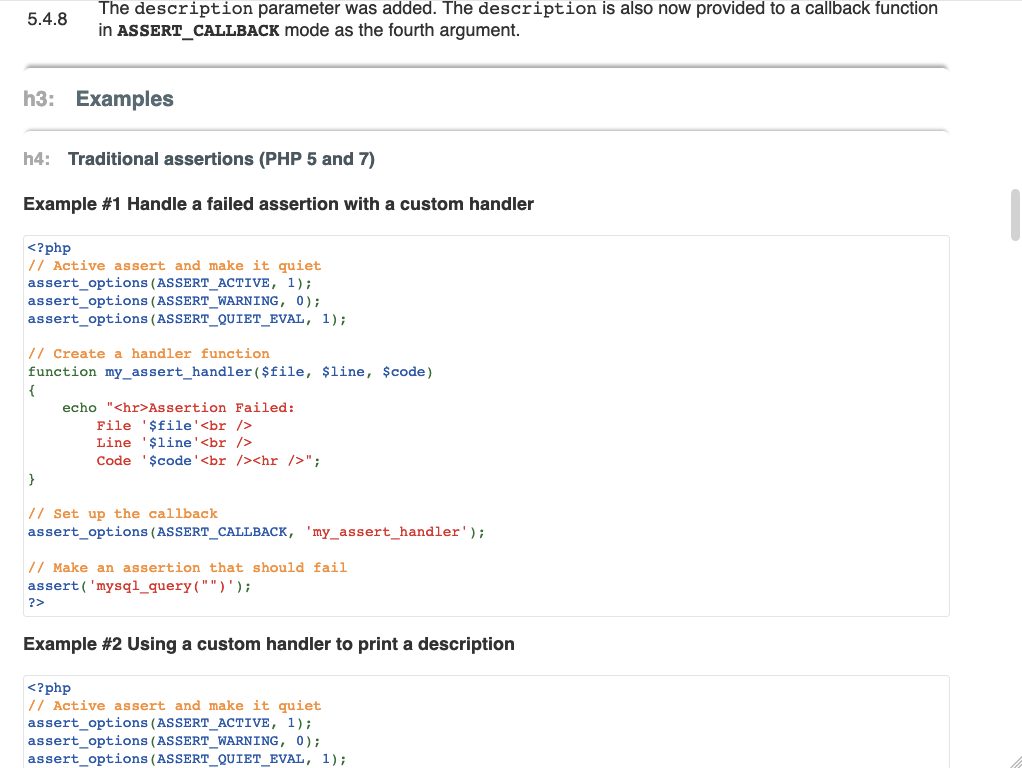 5.4.8
The description parameter was added. The description is also now provided to a callback function
in ASSERT_CALLBACK mode as the fourth argument.
h3: Examples
h4: Traditional assertions (PHP 5 and 7)
Example #1 Handle a failed assertion with a custom handler
<?php
// Active assert and make it quiet
assert_options(ASSERT_ACTIVE, 1);
assert_options(ASSERT_WARNING, 0);
assert_options(ASSERT_QUIET_EVAL, 1);

// Create a handler function
function my_assert_handler($file, $line, $code)
{
    echo "<hr>Assertion Failed:
        File '$file'<br />
        Line '$line'<br />
        Code '$code'<br /><hr />";
}

// Set up the callback
assert_options(ASSERT_CALLBACK, 'my_assert_handler');

// Make an assertion that should fail
assert('mysql_query("")');
?>
Example #2 Using a custom handler to print a description
<?php
// Active assert and make it quiet
assert_options(ASSERT_ACTIVE, 1);
assert_options(ASSERT_WARNING, 0);
assert_options(ASSERT_QUIET_EVAL, 1);